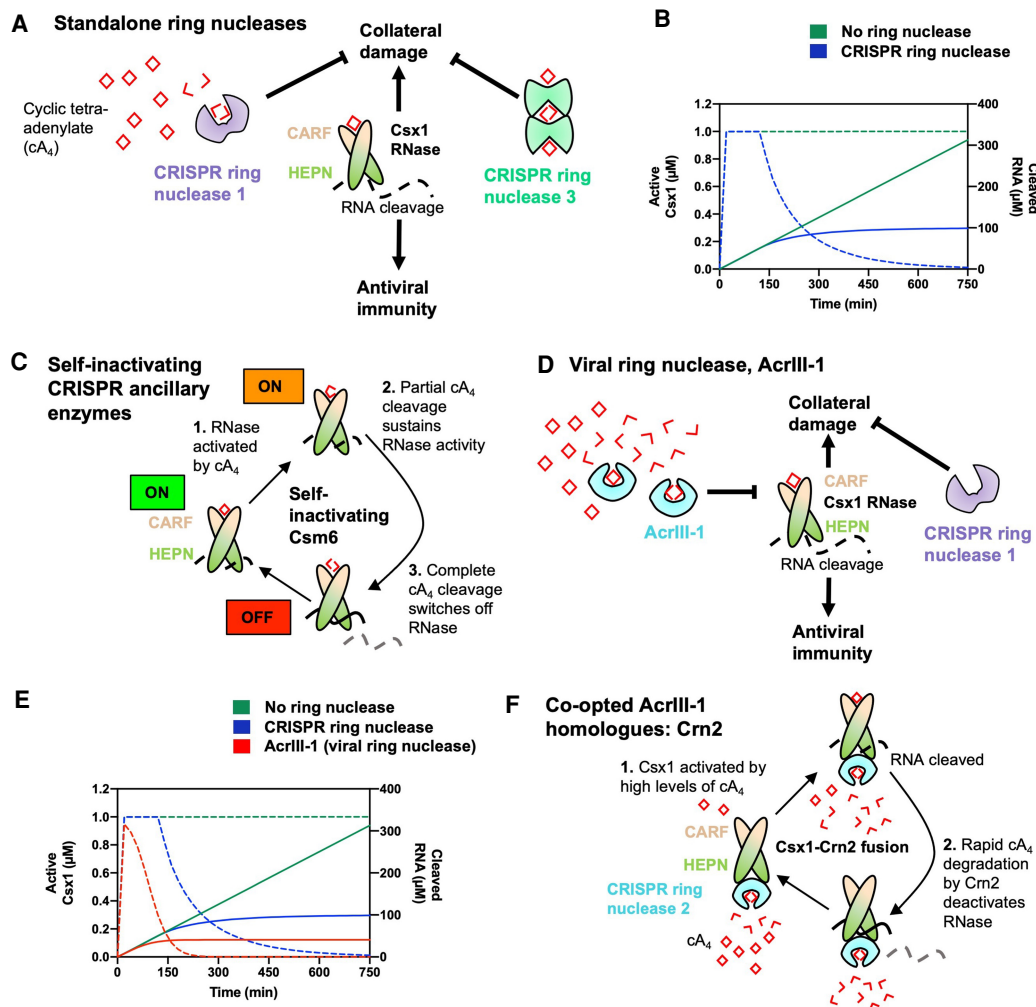 A
Standalone ring nucleases
Cyclic tetra-
adenylate
(cA4)
CRISPR ring
nuclease 1
Collateral
damage
CARF
HEPN
Csx1
RNase
RNA cleavage
Antiviral
immunity
CRISPR ring
nuclease 3
B
No ring nuclease
CRISPR ring nuclease
Active
Csx1 (µM)
1.2
1.0
0.8
0.6
0.4
0.2
0.0
400
300
200
100
0
Cleaved
RNA (µM)
0 150 300 450 600 750
Time (min)
C
Self-inactivating
CRISPR ancillary
enzymes
ON
1. RNase
activated
by cA4
2. Partial cA4
cleavage
sustains
RNase activity
ON
CARF
HEPN
Self-
inactivating
Csm6
OFF
3. Complete
cA4 cleavage
switches off
RNase
D
Viral ring nuclease, AcrIII-1
Collateral
damage
AcrIII-1
CARF
Csx1 RNase
HEPN
RNA cleavage
Antiviral
immunity
CRISPR ring
nuclease 1
E
No ring nuclease
CRISPR ring nuclease
AcrIII-1 (viral ring nuclease)
Active
Csx1 (µM)
1.2
1.0
0.8
0.6
0.4
0.2
0.0
400
300
200
100
0
Cleaved
RNA (µM)
0 150 300 450 600 750
Time (min)
F
Co-opted AcrIII-1
homologues: Crn2
1. Csx1 activated by
high levels of cA4
RNA cleaved
CARF
HEPN
Csx1-Crn2 fusion
CRISPR ring
nuclease 2
cA4
2. Rapid cA4
degradation
by Crn2
deactivates
RNase